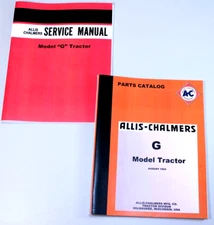 ALLIS
CHALMERS
SERVICE MANUAL
Model "G" Tractor
PARTS CATALOG
A-C
ALLIS-CHALMERS
G
Model Tractor
ALLIS-CHALMERS MFG. CO.
TRACTOR DIVISION
MILWAUKEE, WISCONSIN, USA